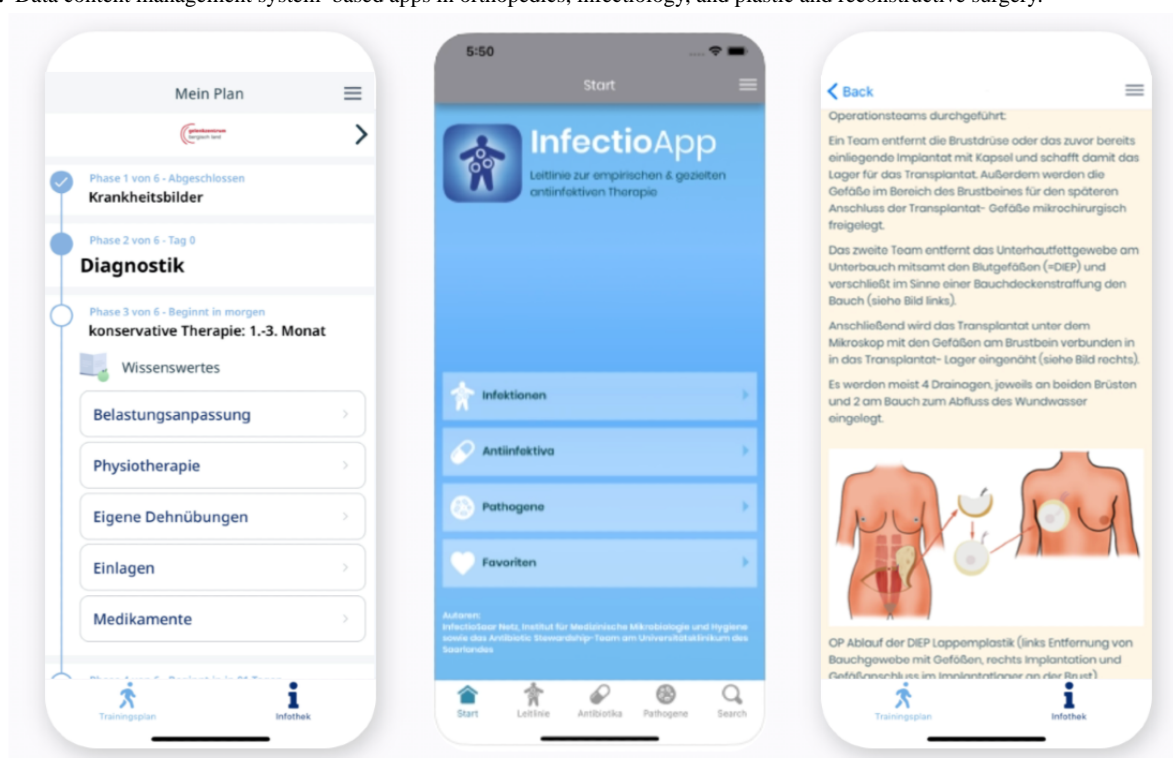 Data content management system–based apps in orthopedics, infectiology, and plastic and reconstructive surgery.
Mein Plan
gelenkzentrum
bergisch land
Phase 1 von 6 - Abgeschlossen
Krankheitsbilder
Phase 2 von 6 - Tag 0
Diagnostik
Phase 3 von 6 - Beginnt in morgen
konservative Therapie: 1.-3. Monat
Wissenswertes
Belastungsanpassung
Physiotherapie
Eigene Dehnübungen
Einlagen
Medikamente
Trainingsplan
Infothek
5:50
Start
InfectioApp
Leitlinie zur empirischen & gezielten
antiinfektiven Therapie
Infektionen
Antiinfektiva
Pathogene
Favoriten
Autoren:
InfectioSaar Netz, Institut für Medizinische Mikrobiologie und Hygiene
sowie das Antibiotic Stewardship-Team am Universitätsklinikum des
Saarlandes
Start
Leitlinie
Antibiotika
Pathogene
Search
Back
Operationsteams durchgeführt:
Ein Team entfernt die Brustdrüse oder das zuvor bereits
einliegende Implantat mit Kapsel und schafft damit das
Lager für das Transplantat. Außerdem werden die
Gefäße im Bereich des Brustbeines für den späteren
Anschluss der Transplantat- Gefäße mikrochirurgisch
freigelegt.
Das zweite Team entfernt das Unterhautfettgewebe am
Unterbauch mitsamt den Blutgefäßen (=DIEP) und
verschließt im Sinne einer Bauchdeckenstraffung den
Bauch (siehe Bild links).
Anschließend wird das Transplantat unter dem
Mikroskop mit den Gefäßen am Brustbein verbunden in
in das Transplantat- Lager eingenäht (siehe Bild rechts).
Es werden meist 4 Drainagen, jeweils an beiden Brüsten
und 2 am Bauch zum Abfluss des Wundwasser
eingelegt.
OP Ablauf der DIEP Lappemplastik (links Entfernung von
Bauchgewebe mit Gefäßen, rechts Implantation und
Gefäßanschluss im Implantatlager an der Brust)
Trainingsplan
Infothek